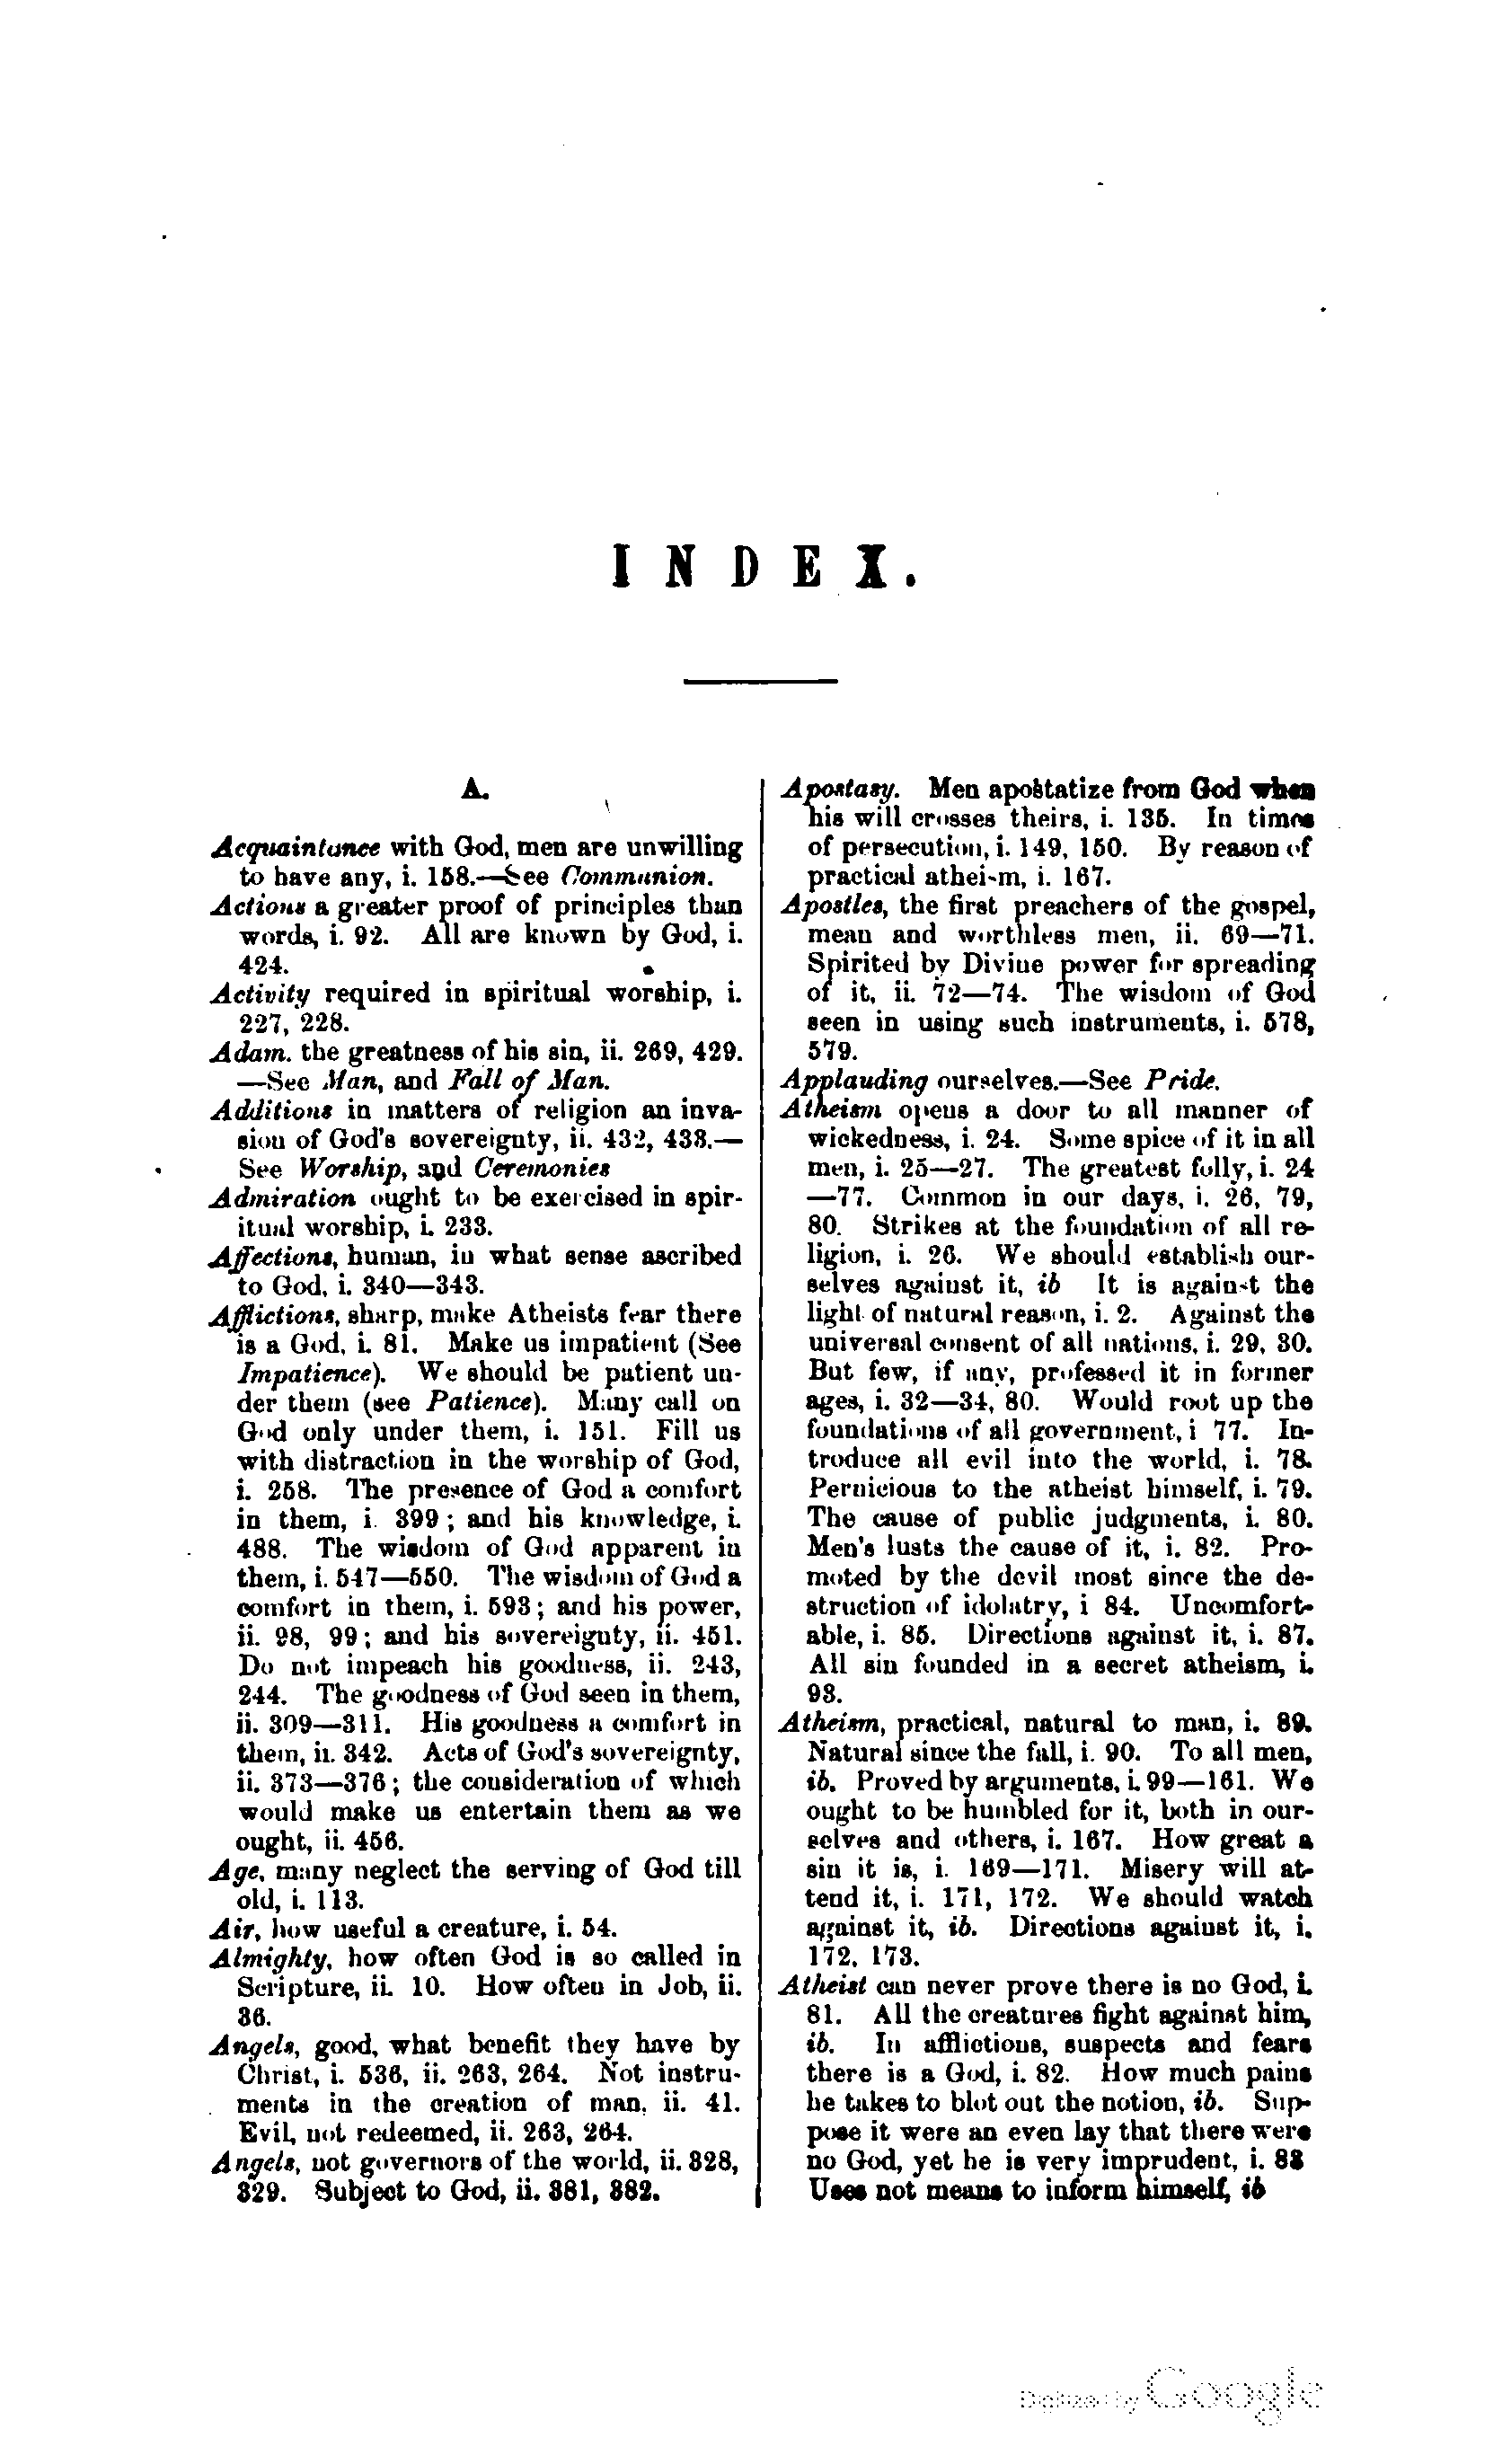 INDEX.
A.
Acquaintance with God, men are unwilling
to have any, i. 158.—See Communion.
Actions a greater proof of principles than
words, i. 92. All are known by God, i.
424.
Activity required in spiritual worship, i.
227, 228.
Adam. the greatness of his sin, ii. 269, 429.
—See Man, and Fall of Man.
Additions in matters of religion an inva-
sion of God's sovereignty, ii. 432, 433.—
See Worship, and Ceremonies
Admiration ought to be exercised in spir-
itual worship, i. 233.
Affections, human, in what sense ascribed
to God, i. 340—343.
Afflictions, sharp, make Atheists fear there
is a God, i. 81. Make us impatient (See
Impatience). We should be patient un-
der them (see Patience). Many call on
God only under them, i. 151. Fill us
with distraction in the worship of God,
i. 258. The presence of God a comfort
in them, i. 399; and his knowledge, i.
488. The wisdom of God apparent in
them, i. 547—550. The wisdom of God a
comfort in them, i. 593; and his power,
ii. 98, 99; and his sovereignty, ii. 451.
Do not impeach his goodness, ii. 243,
244. The goodness of God seen in them,
ii. 309—311. His goodness a comfort in
them, ii. 342. Acts of God's sovereignty,
ii. 373—376; the consideration of which
would make us entertain them as we
ought, ii. 456.
Age, many neglect the serving of God till
old, i. 113.
Air, how useful a creature, i. 54.
Almighty, how often God is so called in
Scripture, ii. 10. How often in Job, ii.
36.
Angels, good, what benefit they have by
Christ, i. 536, ii. 263, 264. Not instru-
ments in the creation of man, ii. 41.
Evil, not redeemed, ii. 263, 264.
Angels, not governors of the world, ii. 328,
329. Subject to God, ii. 381, 382.
Apostasy. Men apostatize from God when
his will crosses theirs, i. 135. In times
of persecution, i. 149, 150. By reason of
practical atheism, i. 167.
Apostles, the first preachers of the gospel,
mean and worthless men, ii. 69—71.
Spirited by Divine power for spreading
of it, ii. 72—74. The wisdom of God
seen in using such instruments, i. 578,
579.
Applauding ourselves.—See Pride.
Atheism opens a door to all manner of
wickedness, i. 24. Some spice of it in all
men, i. 25—27. The greatest folly, i. 24
—77. Common in our days, i. 26, 79,
80. Strikes at the foundation of all re-
ligion, i. 26. We should establish our-
selves against it, ib It is against the
light of natural reason, i. 2. Against the
universal consent of all nations, i. 29, 30.
But few, if any, professed it in former
ages, i. 32—34, 80. Would root up the
foundations of all government, i 77. In-
troduce all evil into the world, i. 78.
Pernicious to the atheist himself, i. 79.
The cause of public judgments, i. 80.
Men's lusts the cause of it, i. 82. Pro-
moted by the devil most since the de-
struction of idolatry, i 84. Uncomfort-
able, i. 85. Directions against it, i. 87.
All sin founded in a secret atheism, i.
93.
Atheism, practical, natural to man, i. 89.
Natural since the fall, i. 90. To all men,
ib. Proved by arguments, i. 99—161. We
ought to be humbled for it, both in our-
selves and others, i. 167. How great a
sin it is, i. 169—171. Misery will at-
tend it, i. 171, 172. We should watch
against it, ib. Directions against it, i.
172, 173.
Atheist can never prove there is no God, i.
81. All the creatures fight against him,
ib. In afflictions, suspects and fears
there is a God, i. 82. How much pains
he takes to blot out the notion, ib. Sup-
pose it were an even lay that there were
no God, yet he is very imprudent, i. 83
Uses not means to inform himself, ib
Digitized by Google